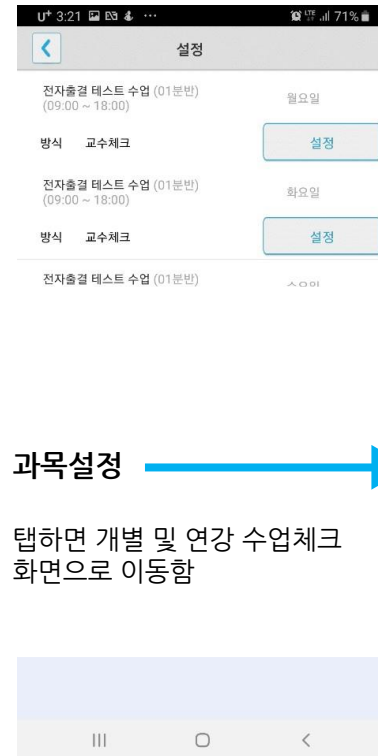 U+ 3:21 ... LTE 71%
설정
전자출결 테스트 수업 (01분반) 월요일
(09:00 ~ 18:00)
방식 교수체크 설정
전자출결 테스트 수업 (01분반) 화요일
(09:00 ~ 18:00)
방식 교수체크 설정
전자출결 테스트 수업 (01분반) 수요일
과목설정
탭하면 개별 및 연강 수업체크
화면으로 이동함